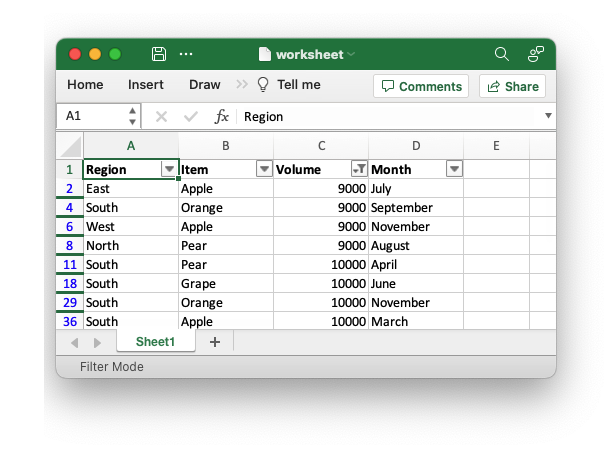 worksheet
Home Insert Draw Tell me Comments Share
A1 fx Region
A B C D E
1 Region Item Volume Month
2 East Apple 9000 July
4 South Orange 9000 September
6 West Apple 9000 November
8 North Pear 9000 August
11 South Pear 10000 April
18 South Grape 10000 June
29 South Orange 10000 November
36 South Apple 10000 March
Sheet1 +
Filter Mode